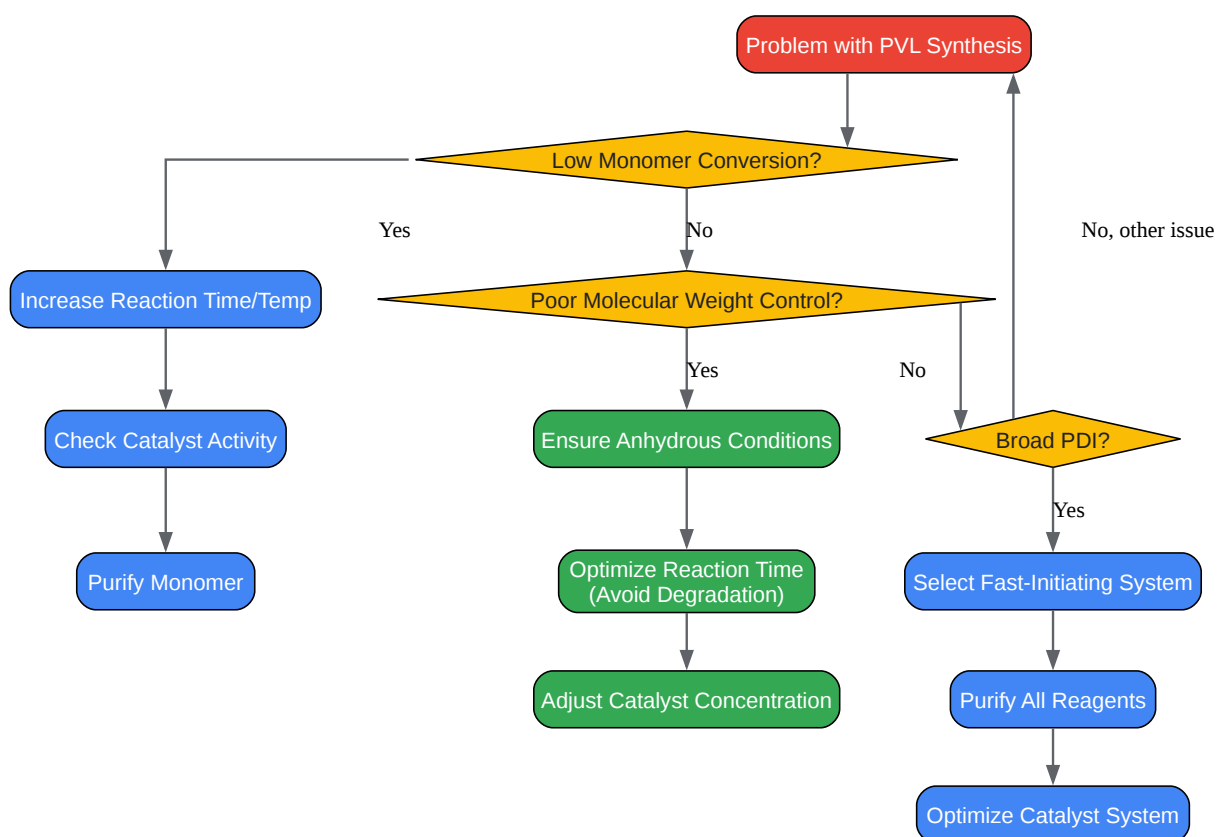 Problem with PVL Synthesis
Low Monomer Conversion?
Yes
No
No, other issue
Increase Reaction Time/Temp
Poor Molecular Weight Control?
Yes
No
Check Catalyst Activity
Ensure Anhydrous Conditions
Broad PDI?
Yes
Purify Monomer
Optimize Reaction Time
(Avoid Degradation)
Select Fast-Initiating System
Adjust Catalyst Concentration
Purify All Reagents
Optimize Catalyst System